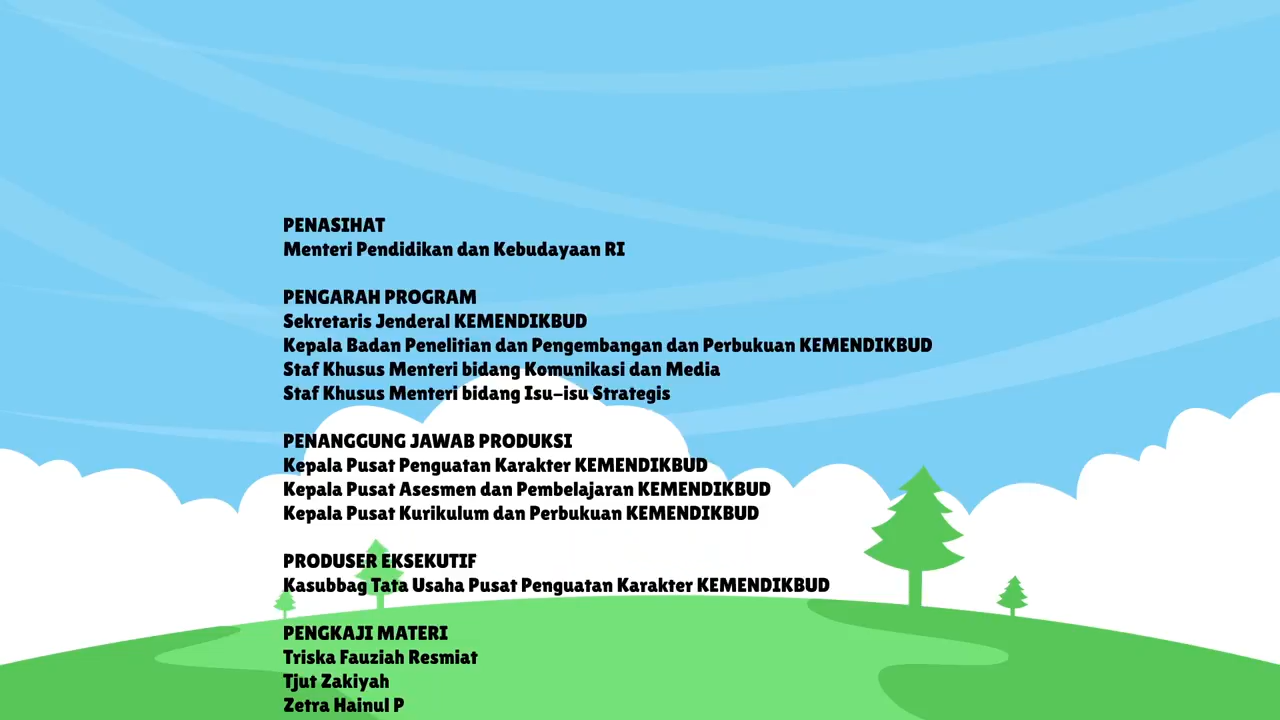 PENASIHAT
Menteri Pendidikan dan Kebudayaan RI
PENGARAH PROGRAM
Sekretaris Jenderal KEMENDIKBUD
Kepala Badan Penelitian dan Pengembangan dan Perbukuan KEMENDIKBUD
Staf Khusus Menteri bidang Komunikasi dan Media
Staf Khusus Menteri bidang Isu-isu Strategis
PENANGGUNG JAWAB PRODUKSI
Kepala Pusat Penguatan Karakter KEMENDIKBUD
Kepala Pusat Asesmen dan Pembelajaran KEMENDIKBUD
Kepala Pusat Kurikulum dan Perbukuan KEMENDIKBUD
PRODUSER EKSEKUTIF
Kasubbag Tata Usaha Pusat Penguatan Karakter KEMENDIKBUD
PENGKAJI MATERI
Triska Fauziah Resmiat
Tjut Zakiyah
Zetra Hainul P